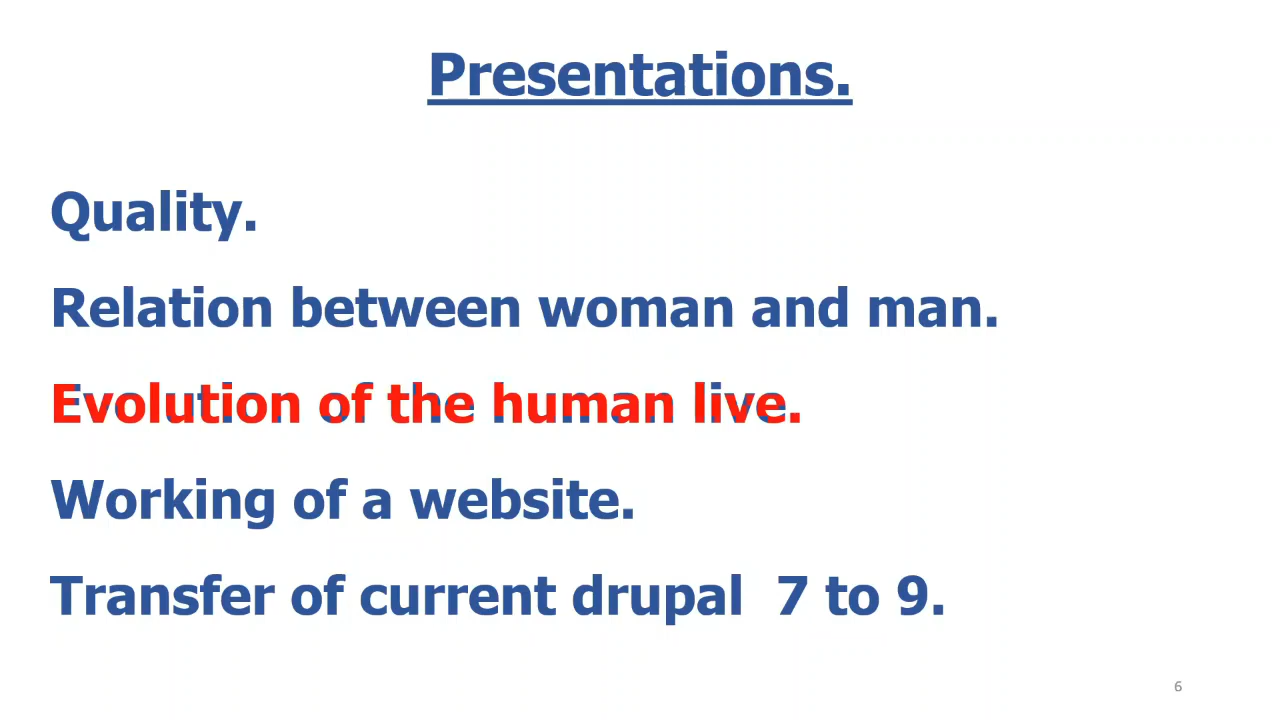 Presentations.
Quality.
Relation between woman and man.
Evolution of the human live.
Working of a website.
Transfer of current drupal  7 to 9.
6